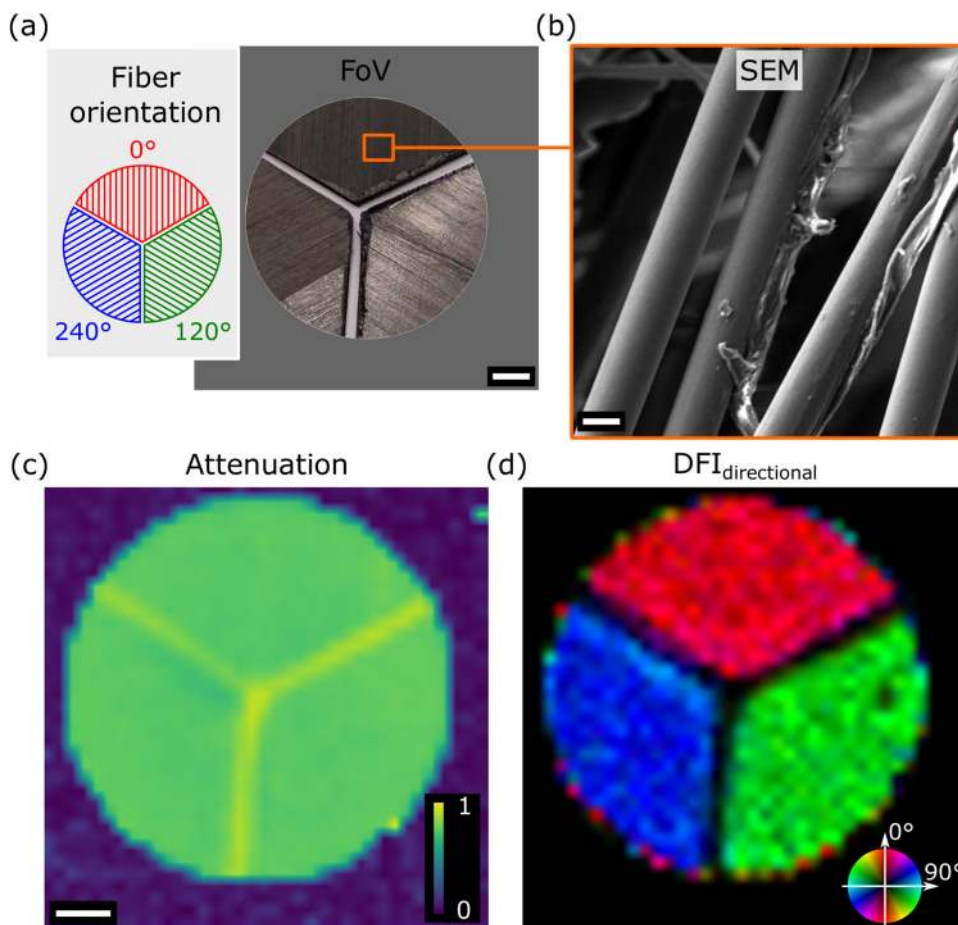 (a)
Fiber
orientation
0°
240°
120°
FoV
(b)
SEM
(c)
Attenuation
1
0
(d)
DFIdirectional
0°
90°